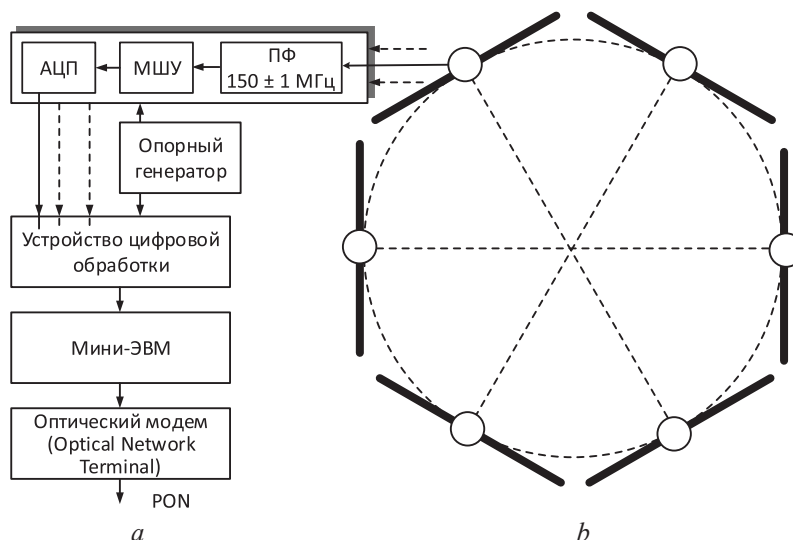 АЦП
МШУ
ПФ
150 ± 1 МГц
Опорный
генератор
Устройство цифровой
обработки
Мини-ЭВМ
Оптический модем
(Optical Network
Terminal)
PON
a
b